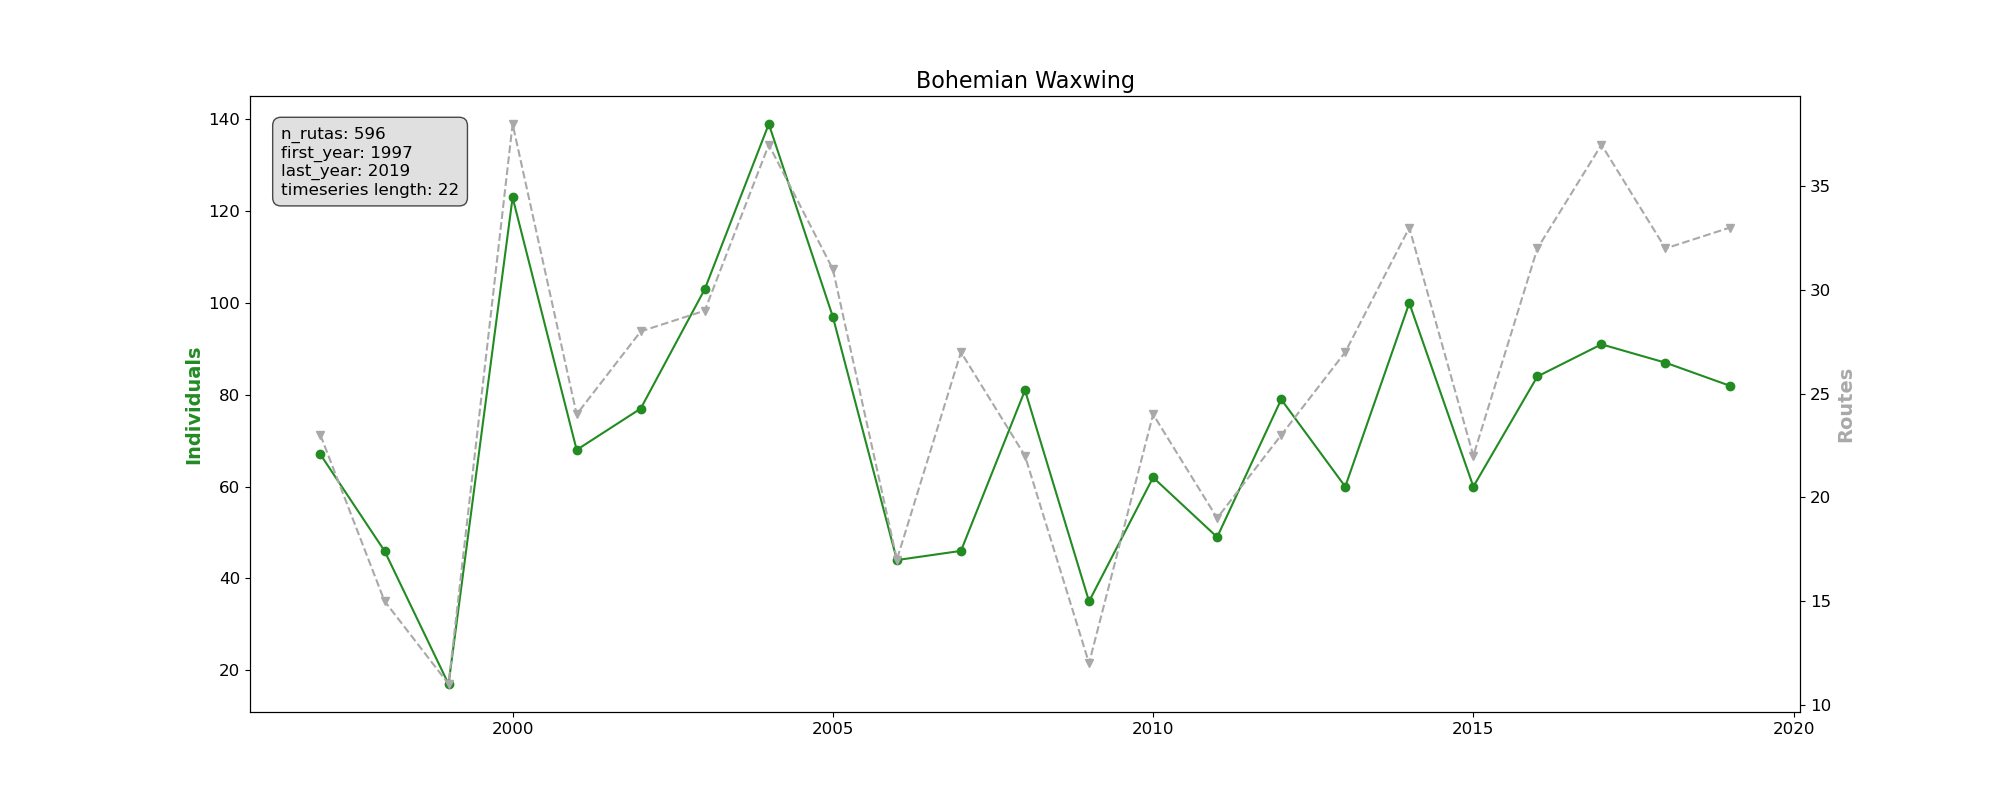 Bohemian Waxwing
n_rutas: 596
first_year: 1997
last_year: 2019
timeseries length: 22
Individuals
140
120
100
80
60
40
20
35
30
25
20
15
10
Routes
2000
2005
2010
2015
2020